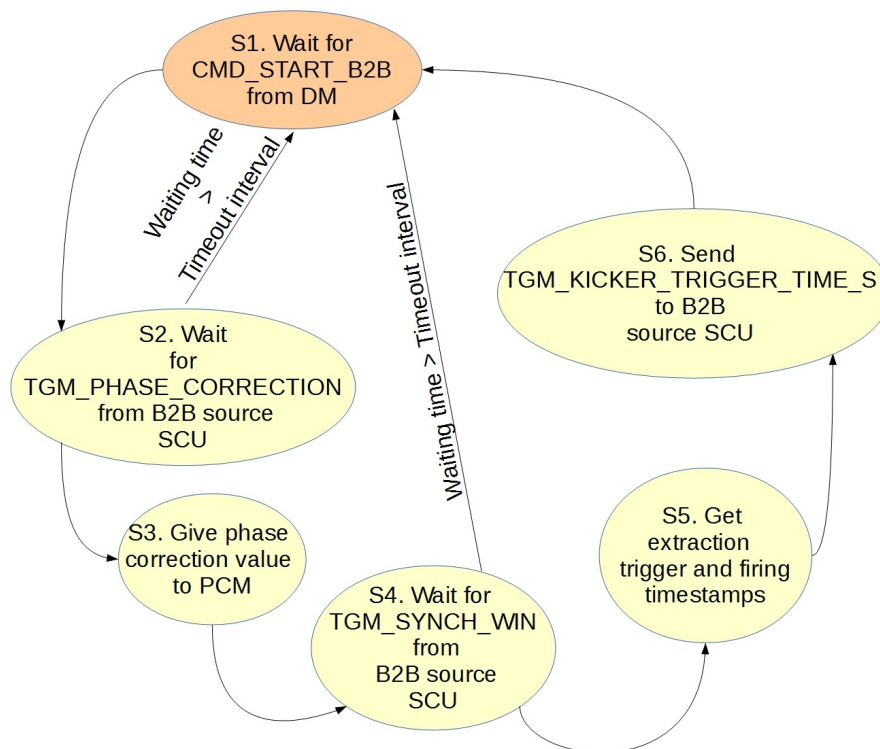 S1. Wait for
CMD_START_B2B
from DM
Waiting time
>
Timeout interval
Waiting time > Timeout interval
S6. Send
TGM_KICKER_TRIGGER_TIME_S
to B2B
source SCU
S2. Wait
for
TGM_PHASE_CORRECTION
from B2B source
SCU
S3. Give phase
correction value
to PCM
S4. Wait for
TGM_SYNCH_WIN
from
B2B source
SCU
S5. Get
extraction
trigger and firing
timestamps